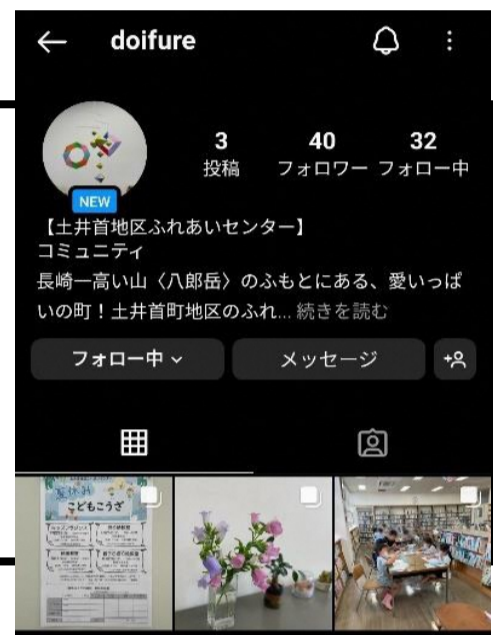 doifure
3 40 32
投稿 フォロワー フォロー中
NEW
【土井首地区ふれあいセンター】
コミュニティ
長崎一高い山〈八郎岳〉のふもとにある、愛いっぱ
いの町！土井首町地区のふれ... 続きを読む
フォロー中 メッセージ
夏休み
こどもこうざ